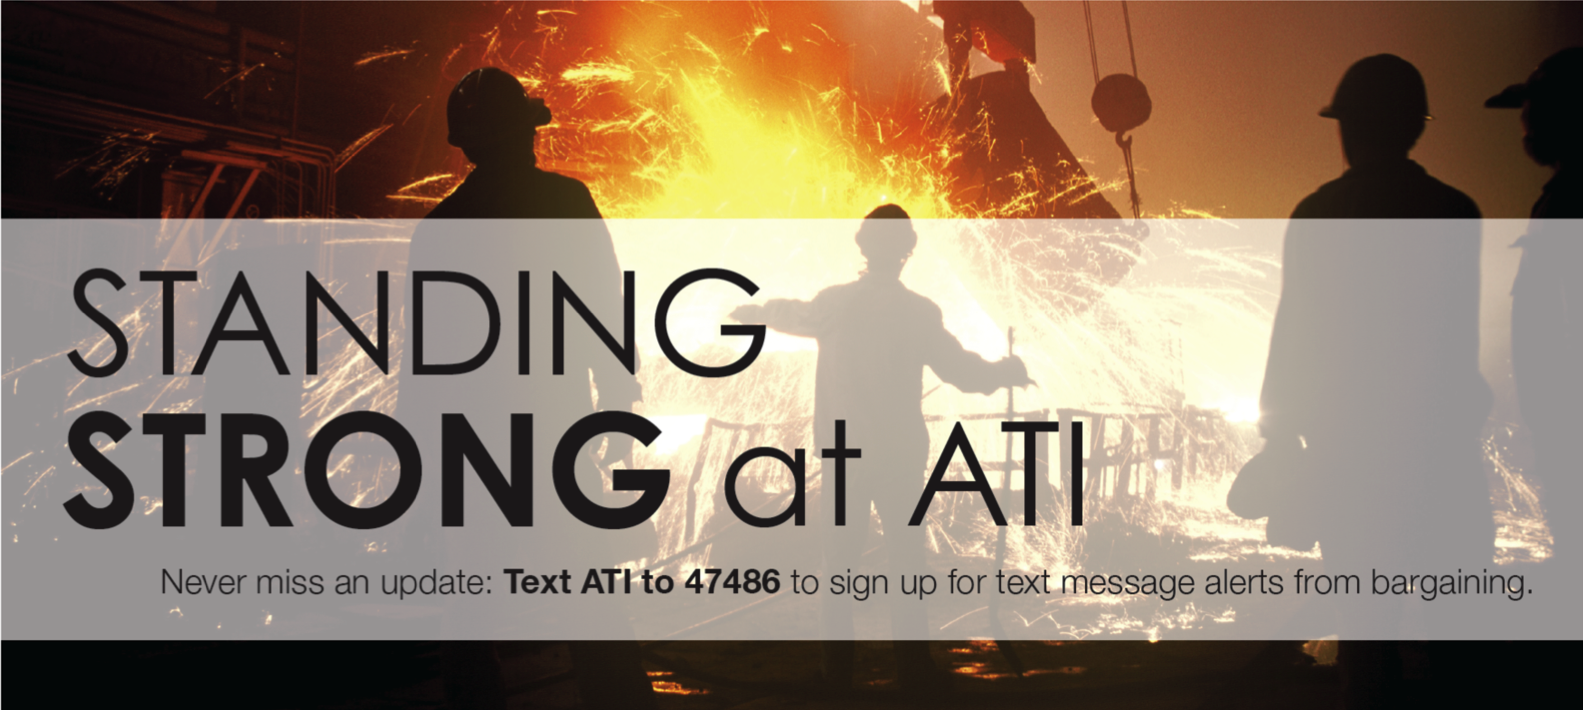 STANDING
STRONG at ATI
Never miss an update: Text ATI to 47486 to sign up for text message alerts from bargaining.